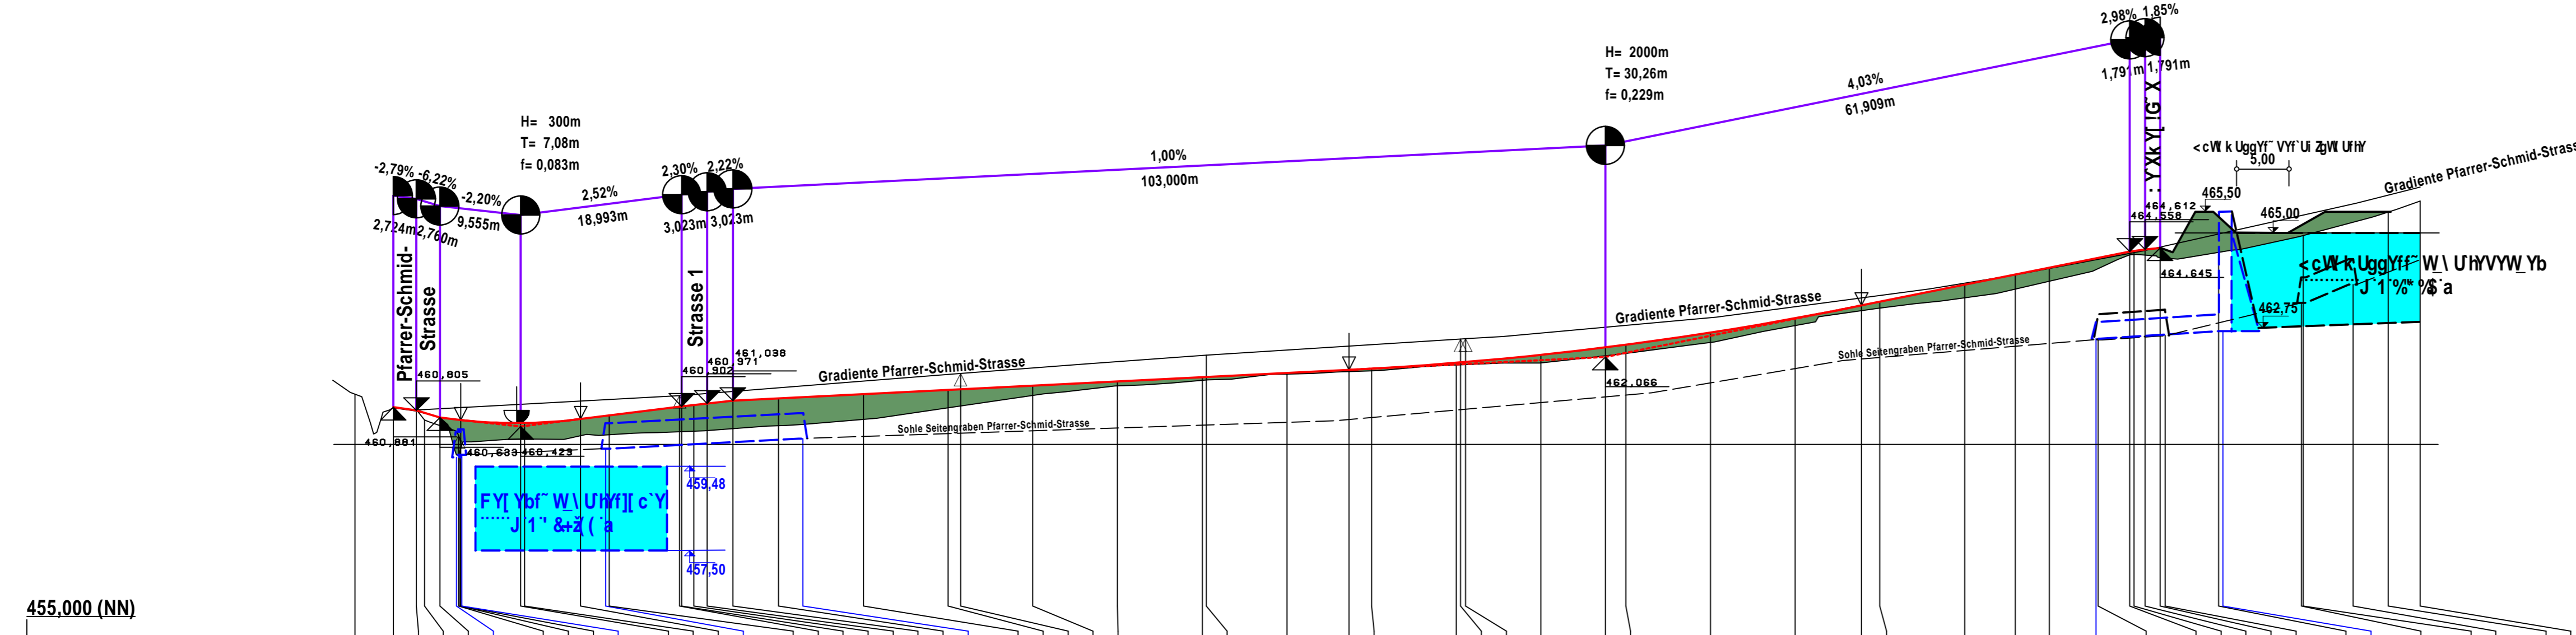 2,98% 1,85%
H= 2000m
T= 30,26m
f= 0,229m
4,03%
61,909m
1,791m 1,791m
H= 300m
T= 7,08m
f= 0,083m
-2,79% -6,22%
-2,20%
2,52%
2,30% 2,22%
1,00%
2,724m 2,760m
9,555m
18,993m
3,023m 3,023m
103,000m
5,00
Gradiente Pfarrer-Schmid-Strasse
465,50
465,00
464,612
464,558
464,645
462,75
Pfarrer-Schmid-
Strasse
Strasse 1
460,805
461,038
460,971
460,902
Gradiente Pfarrer-Schmid-Strasse
Gradiente Pfarrer-Schmid-Strasse
Sohle Seitengraben Pfarrer-Schmid-Strasse
462,066
Sohle Seitengraben Pfarrer-Schmid-Strasse
460,881
460,633
460,423
459,48
457,50
455,000 (NN)